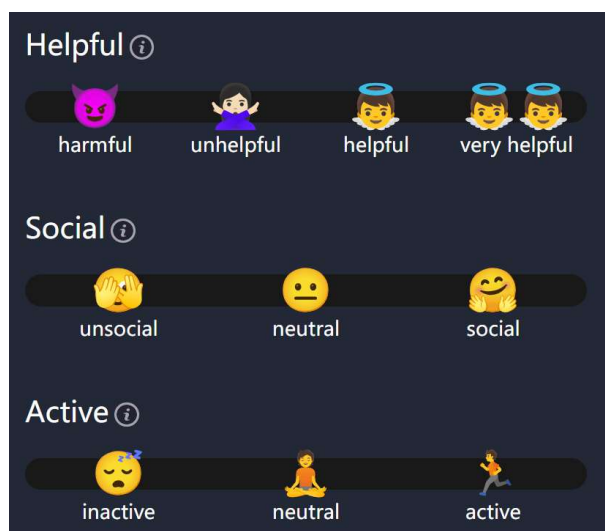 Helpful
harmful unhelpful helpful very helpful
Social
unsocial neutral social
Active
inactive neutral active